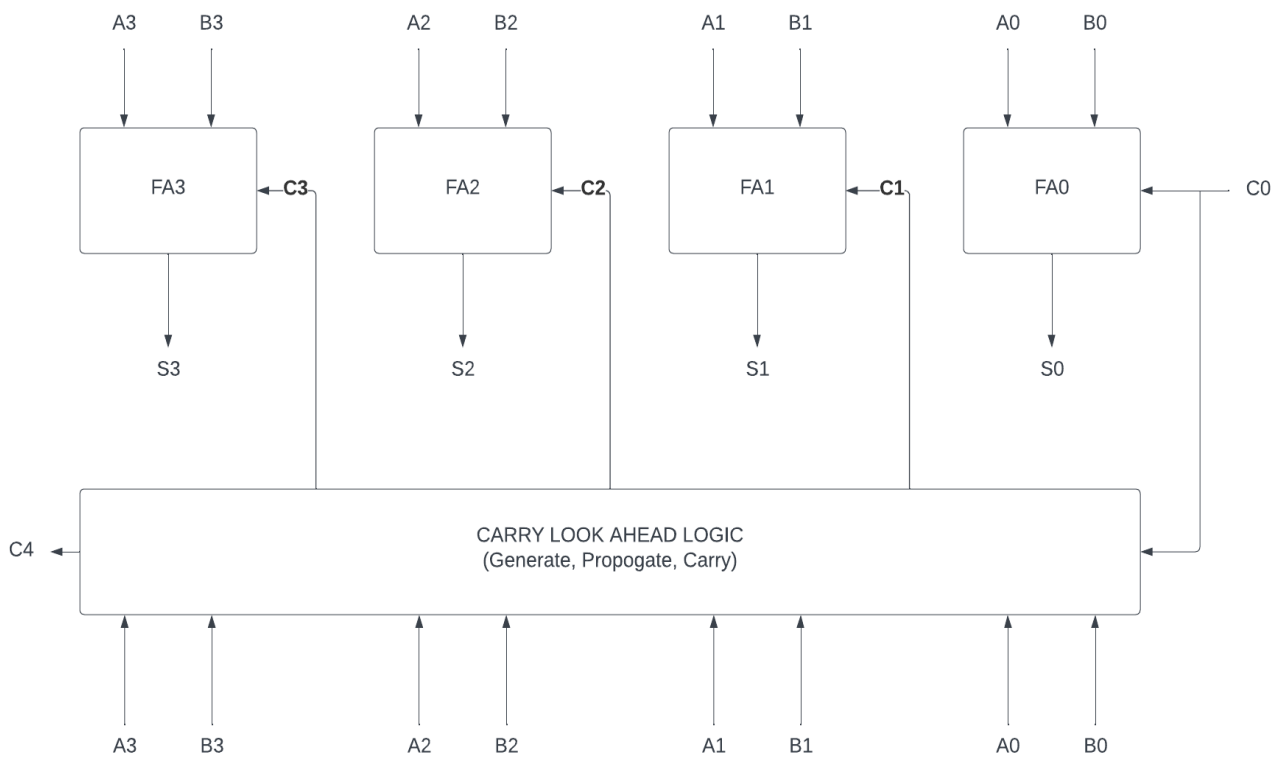 A3 B3 A2 B2 A1 B1 A0 B0
FA3 C3 FA2 C2 FA1 C1 FA0 C0
S3 S2 S1 S0
CARRY LOOK AHEAD LOGIC
C4
(Generate, Propogate, Carry)
A3 B3 A2 B2 A1 B1 A0 B0